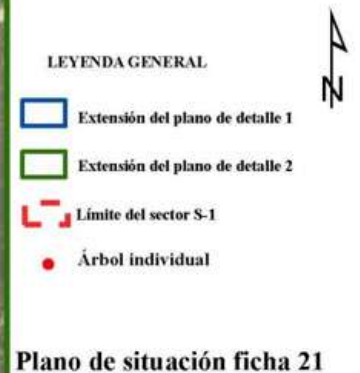 N
LEYENDA GENERAL
Extensión del plano de detalle 1
Extensión del plano de detalle 2
Límite del sector S-1
Árbol individual
Plano de situación ficha 21